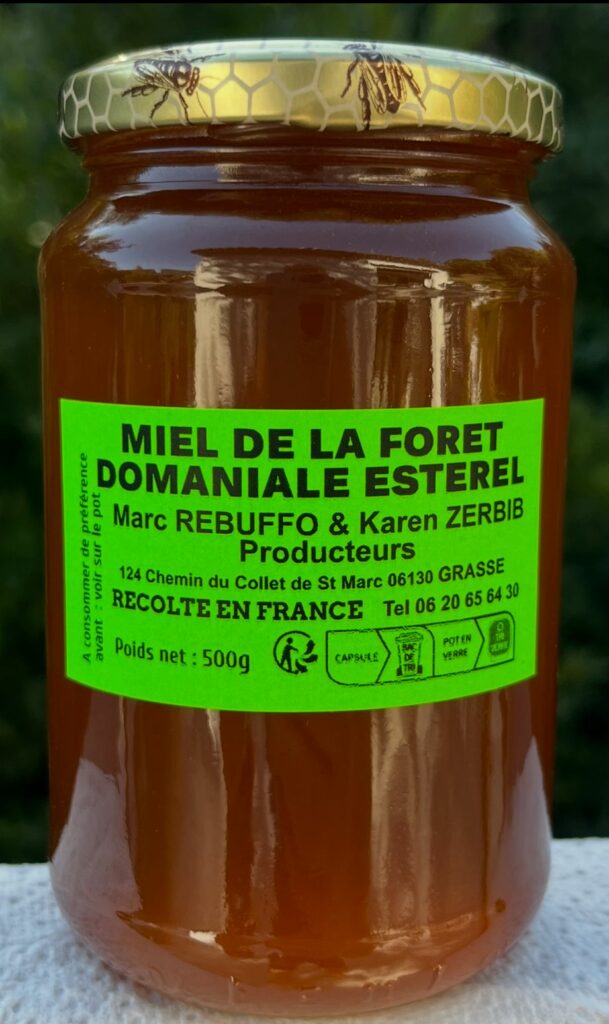 MIEL DE LA FORET
DOMANIALE ESTEREL
Marc REBUFFO & Karen ZERBIB
Producteurs
124 Chemin du Collet de St Marc 06130 GRASSE
RECOLTE EN FRANCE Tel 06 20 65 64 30
Poids net : 500g
CAPSULE
BAC
DE
TRI
POT EN
VERRE
A consommer de préférence
avant : voir sur le pot